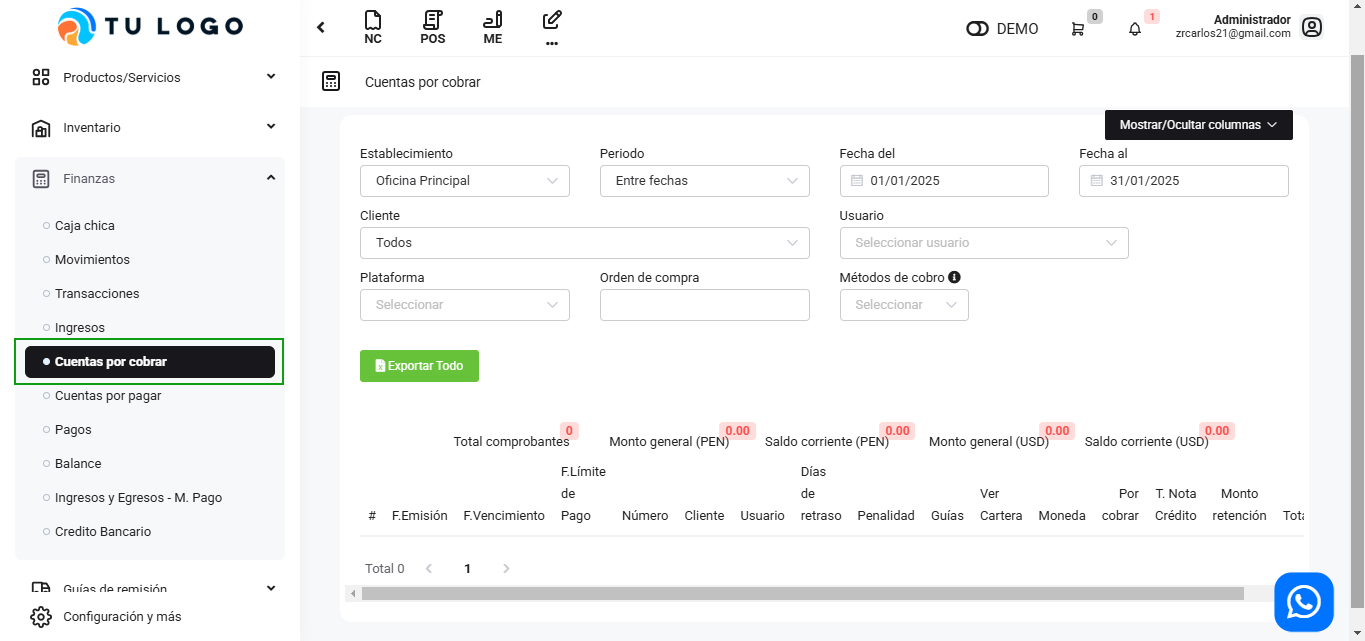 TU LOGO
Productos/Servicios
Inventario
Finanzas
Caja chica
Movimientos
Transacciones
Ingresos
Cuentas por cobrar
Cuentas por pagar
Pagos
Balance
Ingresos y Egresos - M. Pago
Credito Bancario
Guías de remisión
Configuración y más
NC
POS
ME
...
DEMO
0
1
Administrador
zrcarlos21@gmail.com
Cuentas por cobrar
Mostrar/Ocultar columnas
Establecimiento
Periodo
Fecha del
Fecha al
Oficina Principal
Entre fechas
01/01/2025
31/01/2025
Cliente
Usuario
Todos
Seleccionar usuario
Plataforma
Orden de compra
Métodos de cobro
Seleccionar
Seleccionar
Exportar Todo
Total comprobantes 0
Monto general (PEN) 0.00
Saldo corriente (PEN) 0.00
Monto general (USD) 0.00
Saldo corriente (USD) 0.00
#
F.Emisión
F.Vencimiento
F.Límite
de
Pago
Número
Cliente
Usuario
Días
de
retraso
Penalidad
Guías
Ver
Cartera
Moneda
Por
cobrar
T. Nota
Crédito
Monto
retención
Total 0
1